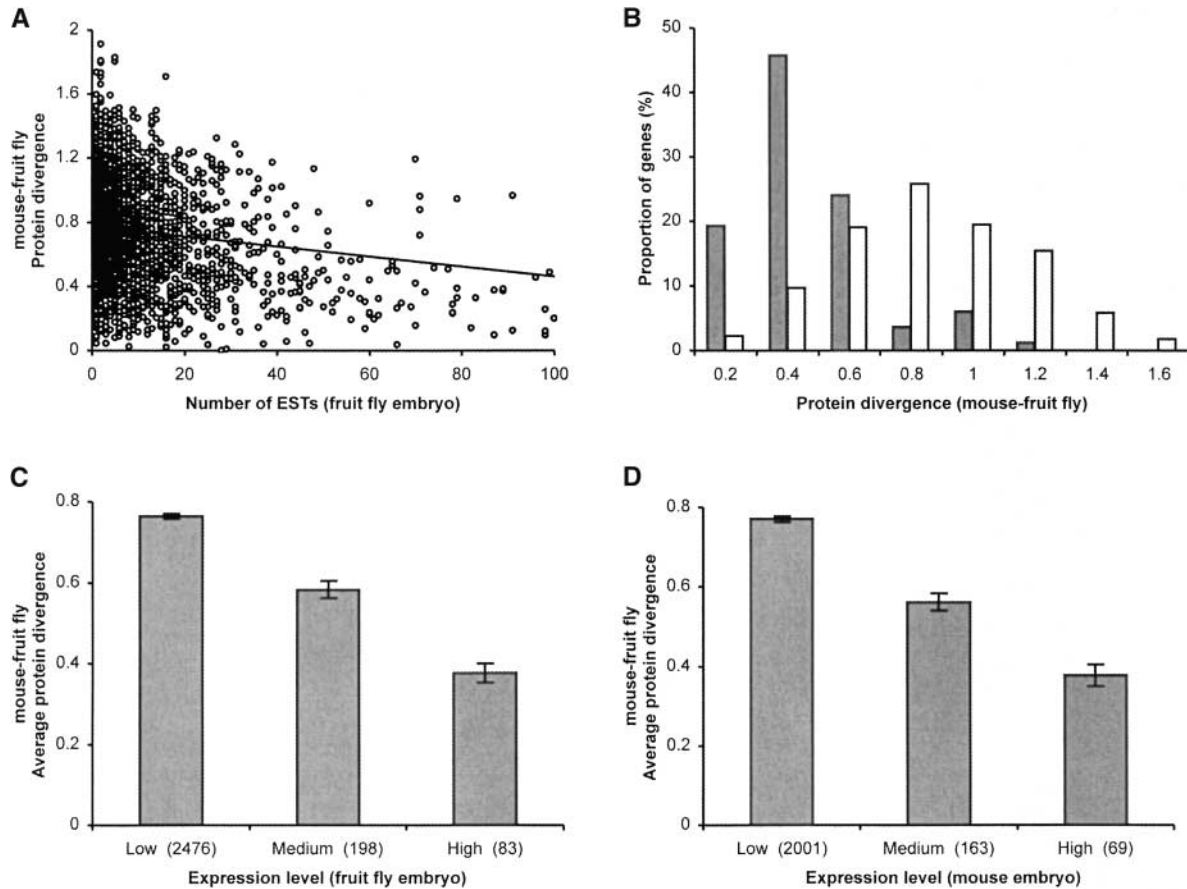 A
mouse-fruit fly
Protein divergence
2
1.6
1.2
0.8
0.4
0
0
20
40
60
80
100
Number of ESTs (fruit fly embryo)
B
Proportion of genes (%)
50
40
30
20
10
0
0.2
0.4
0.6
0.8
1
1.2
1.4
1.6
Protein divergence (mouse-fruit fly)
C
mouse-fruit fly
Average protein divergence
0.8
0.6
0.4
0.2
0
Low (2476)
Medium (198)
High (83)
Expression level (fruit fly embryo)
D
mouse-fruit fly
Average protein divergence
0.8
0.6
0.4
0.2
0
Low (2001)
Medium (163)
High (69)
Expression level (mouse embryo)